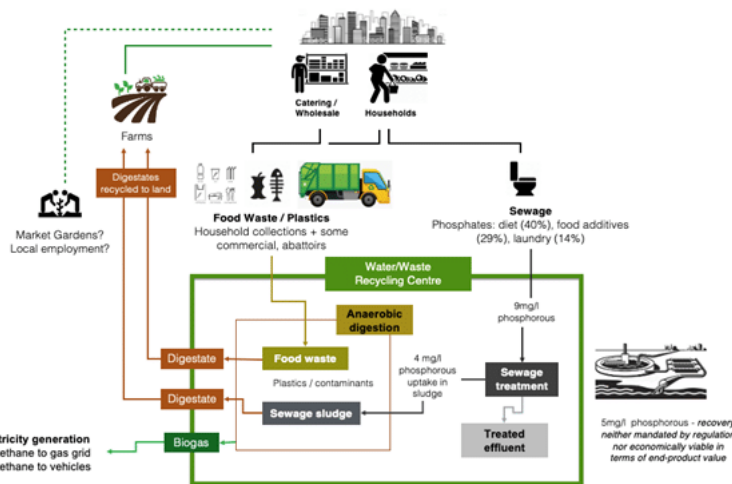 Catering /
Wholesale
Households
Farms
Digestates
recycled to land
Market Gardens?
Local employment?
Food Waste / Plastics
Household collections + some
commercial, abattoirs
Sewage
Phosphates: diet (40%), food additives
(29%), laundry (14%)
Water/Waste
Recycling Centre
9mg/l
phosphorous
Anaerobic
digestion
Digestate
Food waste
Plastics / contaminants
4 mg/l
phosphorous
uptake in
sludge
Sewage
treatment
Digestate
Sewage sludge
Biogas
Treated
effluent
5mg/l phosphorous - recovery
neither mandated by regulation
nor economically viable in
terms of end-product value
tricity generation
ethane to gas grid
ethane to vehicles